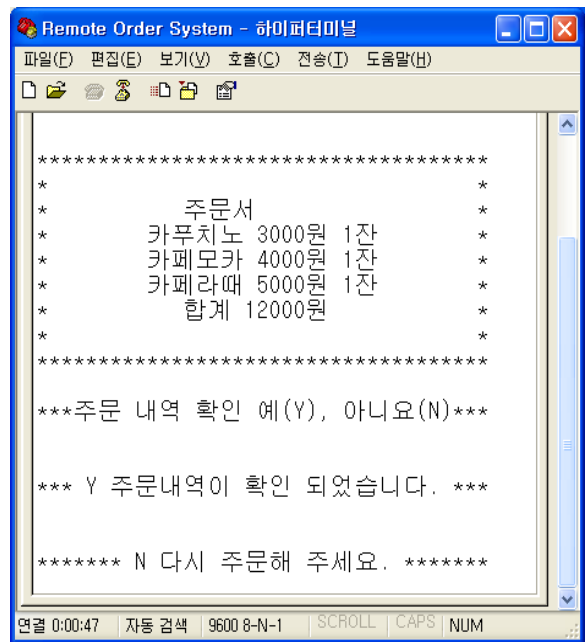 Remote Order System - 하이퍼터미널
파일(F) 편집(E) 보기(V) 호출(C) 전송(T) 도움말(H)
*************************************
* *
* 주문서 *
* 카푸치노 3000원 1잔 *
* 카페모카 4000원 1잔 *
* 카페라때 5000원 1잔 *
* 합계 12000원 *
* *
*************************************
***주문 내역 확인 예(Y), 아니요(N)***
*** Y 주문내역이 확인 되었습니다. ***
******* N 다시 주문해 주세요. *******
연결 0:00:47 자동 검색 9600 8-N-1 SCROLL CAPS NUM